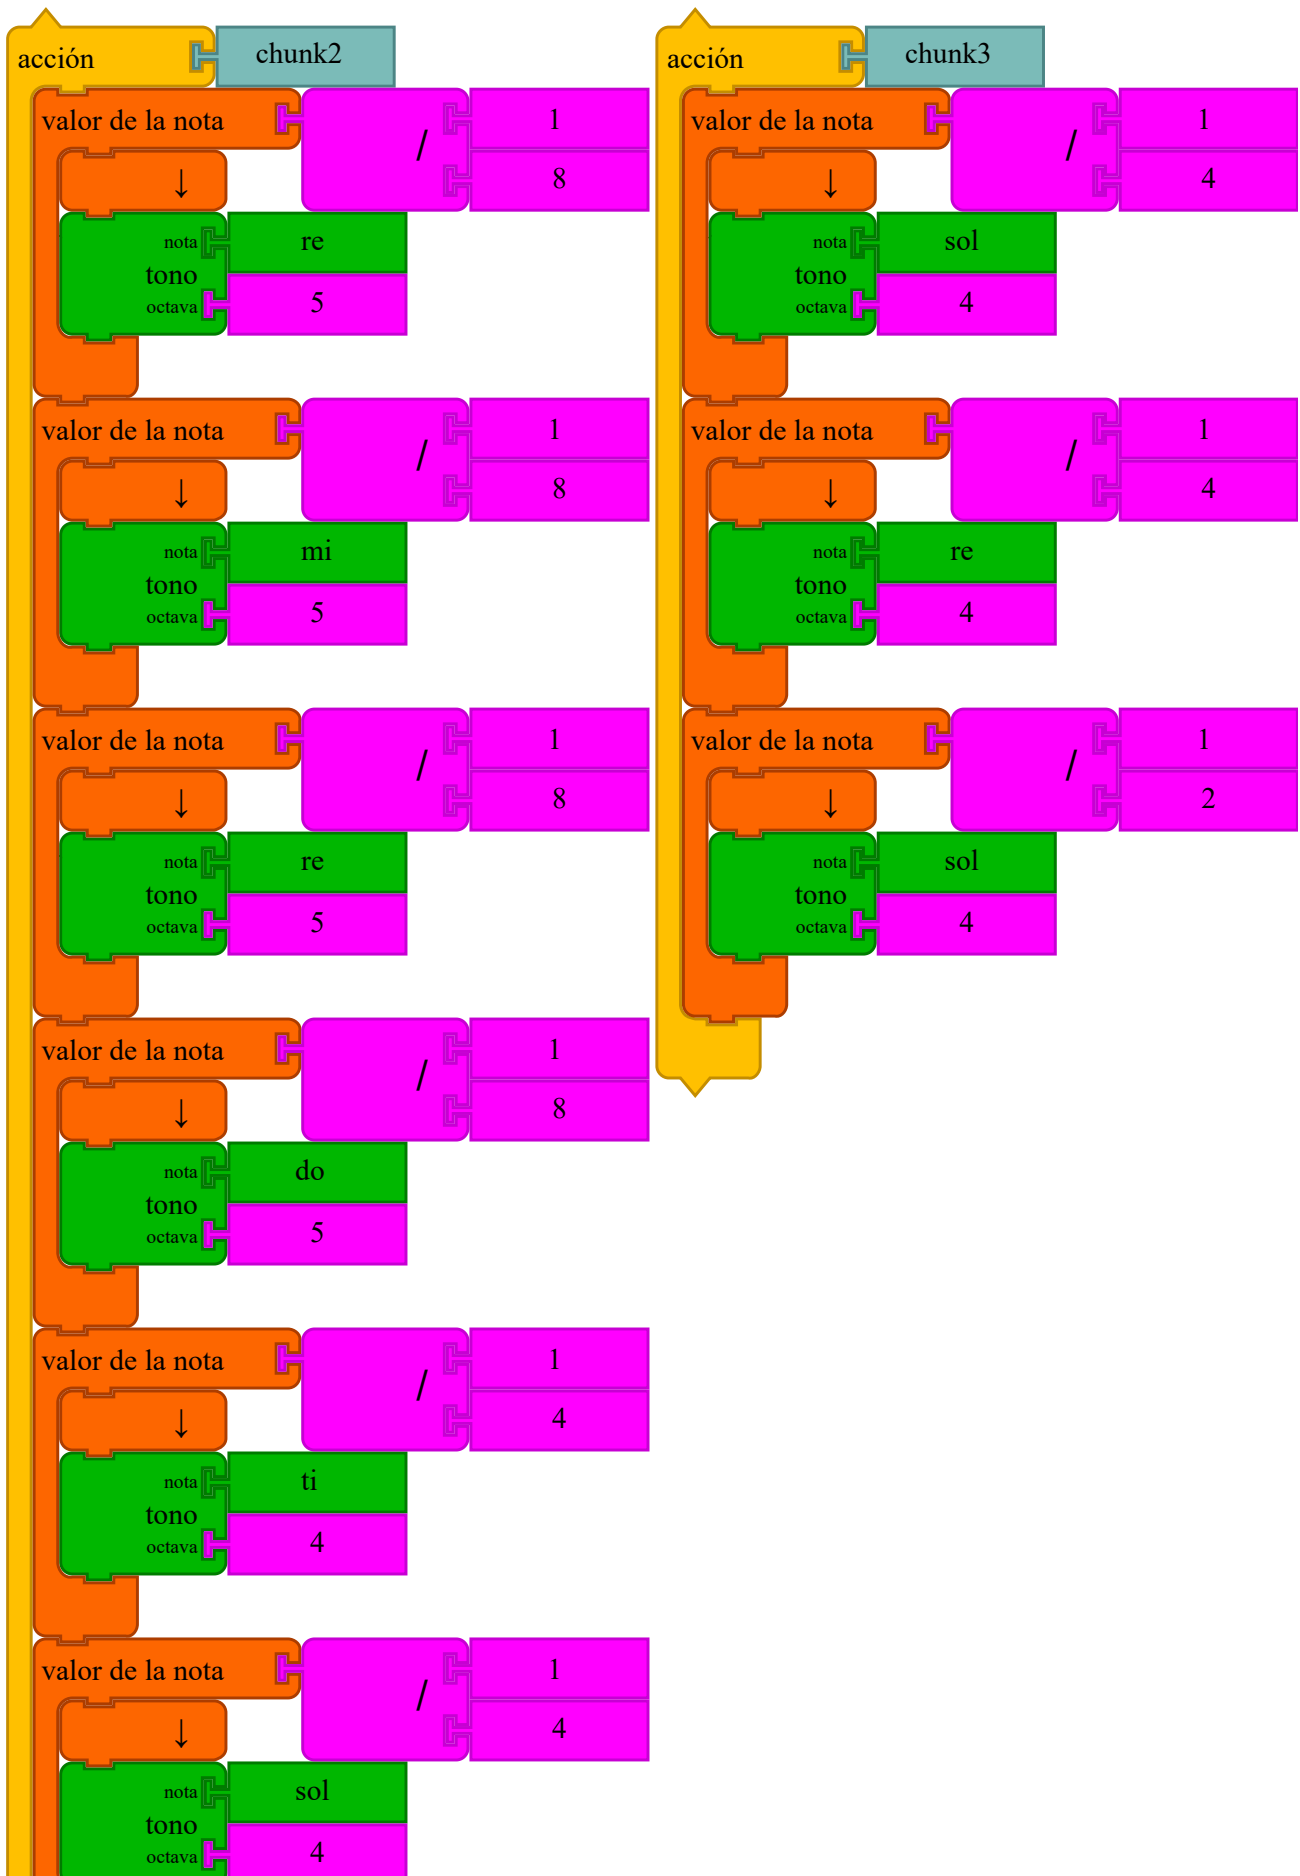 acción chunk2
valor de la nota / 1
8
↓
nota re
tono
octava 5
valor de la nota / 1
8
↓
nota mi
tono
octava 5
valor de la nota / 1
8
↓
nota re
tono
octava 5
valor de la nota / 1
8
↓
nota do
tono
octava 5
valor de la nota / 1
4
↓
nota ti
tono
octava 4
valor de la nota / 1
4
↓
nota sol
tono
octava 4
acción chunk3
valor de la nota / 1
4
↓
nota sol
tono
octava 4
valor de la nota / 1
4
↓
nota re
tono
octava 4
valor de la nota / 1
2
↓
nota sol
tono
octava 4